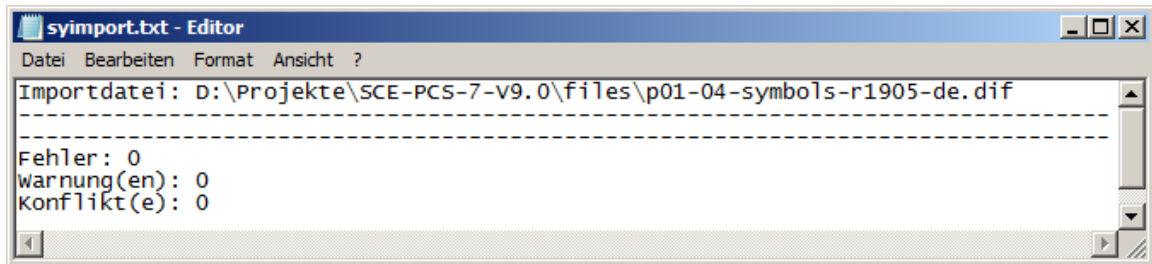 syimport.txt - Editor
Datei Bearbeiten Format Ansicht ?
Importdatei: D:\Projekte\SCE-PCS-7-V9.0\files\p01-04-symbols-r1905-de.dif
--------------------------------------------------------------------------------
--------------------------------------------------------------------------------
Fehler: 0
Warnung(en): 0
Konflikt(e): 0